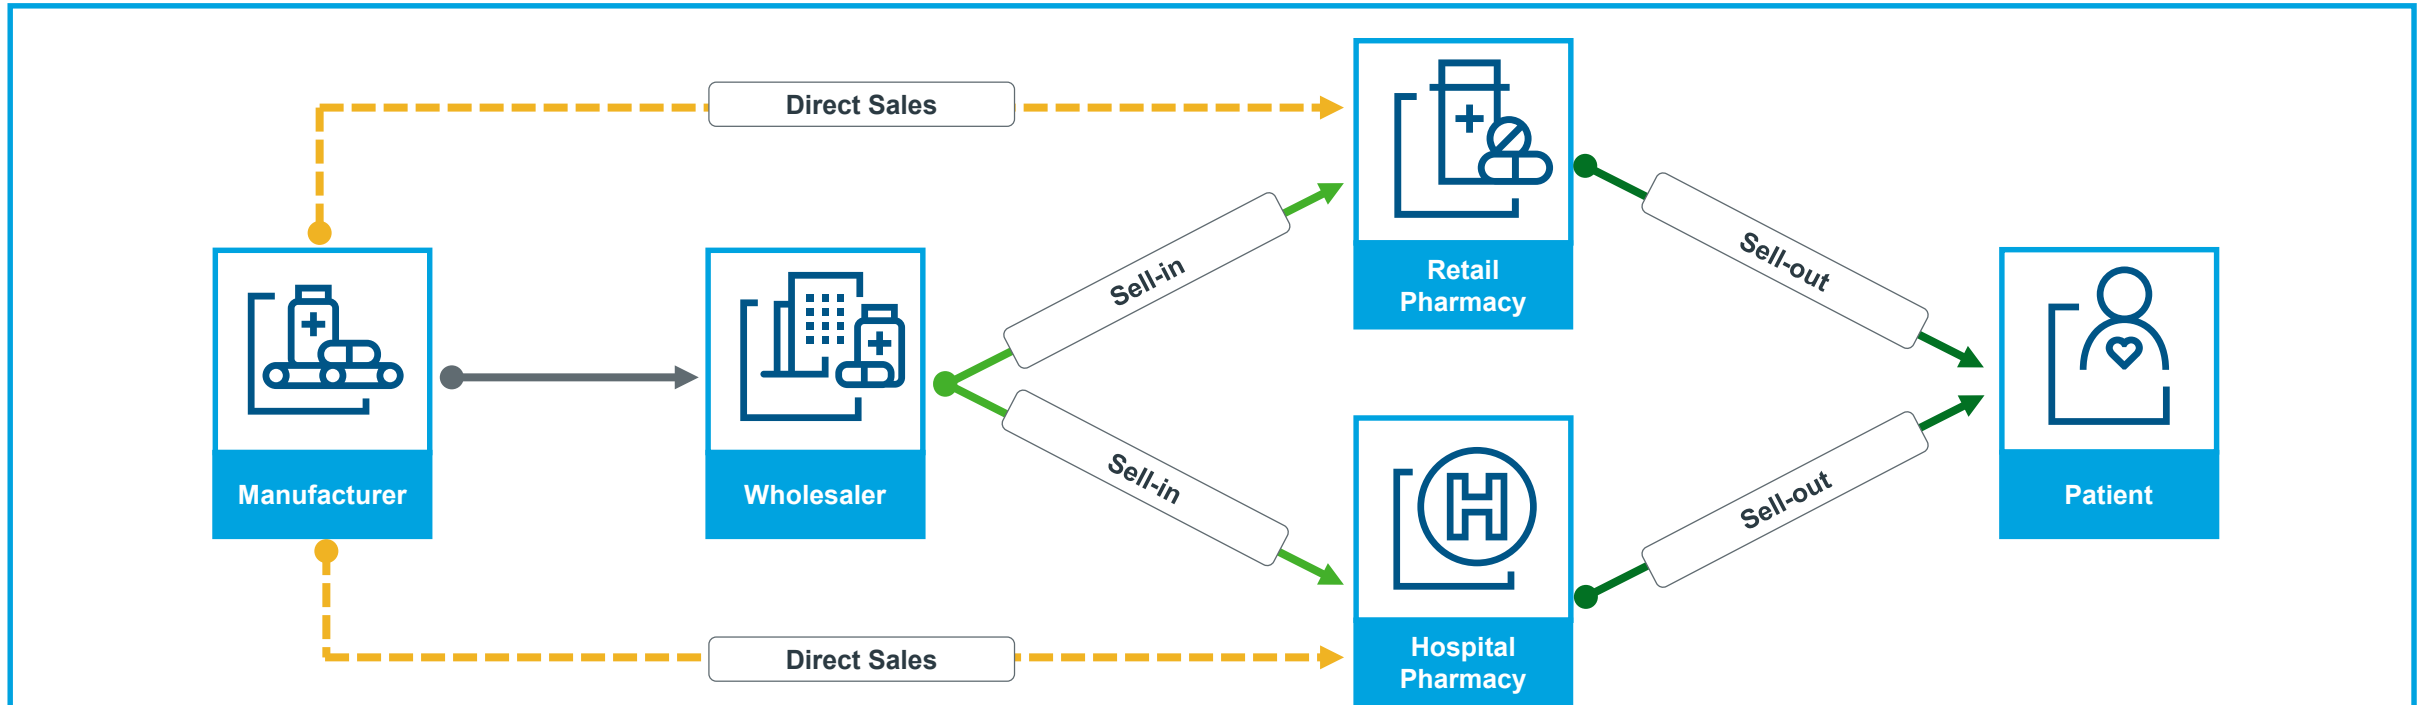 Direct Sales
Retail
Pharmacy
Sell-in
Sell-out
Manufacturer
Wholesaler
Patient
Sell-in
Sell-out
Direct Sales
Hospital
Pharmacy
H